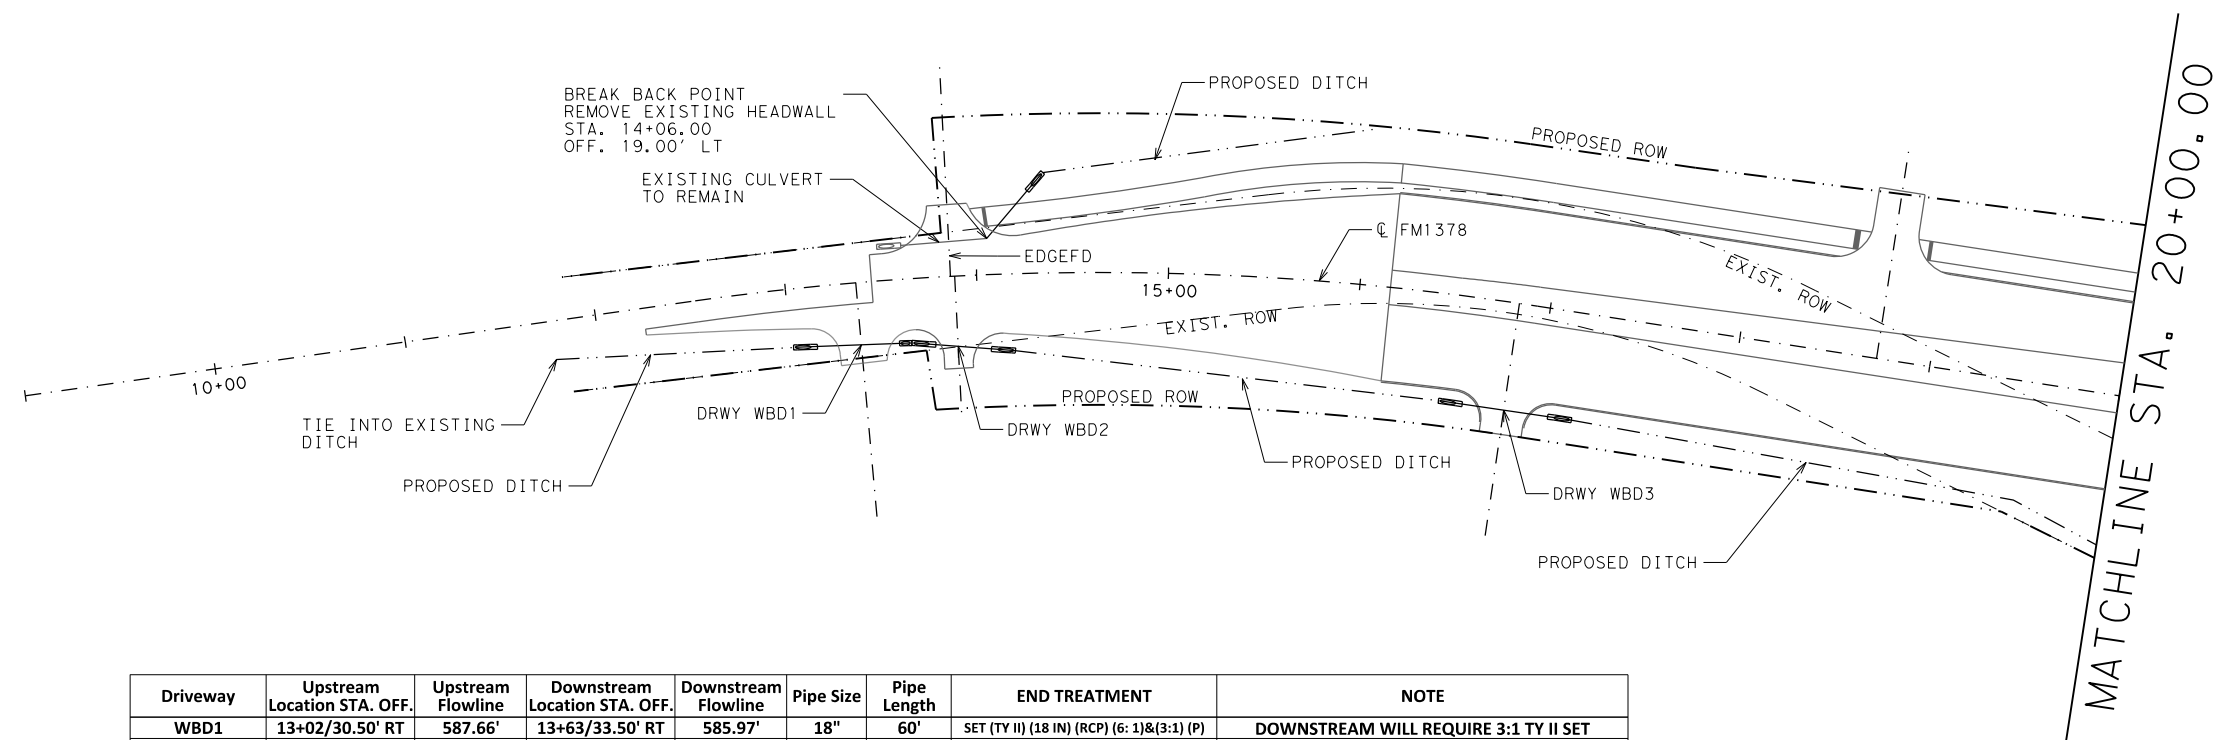 BREAK BACK POINT
REMOVE EXISTING HEADWALL
STA. 14+06.00
OFF. 19.00' LT
PROPOSED DITCH
EXISTING CULVERT
TO REMAIN
PROPOSED ROW
EDGEFD
℄ FM1378
15+00
EXIST. ROW
EXIST. ROW
10+00
TIE INTO EXISTING
DITCH
PROPOSED DITCH
DRWY WBD1
PROPOSED ROW
DRWY WBD2
PROPOSED DITCH
DRWY WBD3
PROPOSED DITCH
MATCHLINE STA. 20+00.00
Driveway
Upstream
Location STA. OFF.
Upstream
Flowline
Downstream
Location STA. OFF.
Downstream
Flowline
Pipe Size
Pipe
Length
END TREATMENT
NOTE
WBD1
13+02/30.50' RT
587.66'
13+63/33.50' RT
585.97'
18"
60'
SET (TY II) (18 IN) (RCP) (6: 1)&(3:1) (P)
DOWNSTREAM WILL REQUIRE 3:1 TY II SET